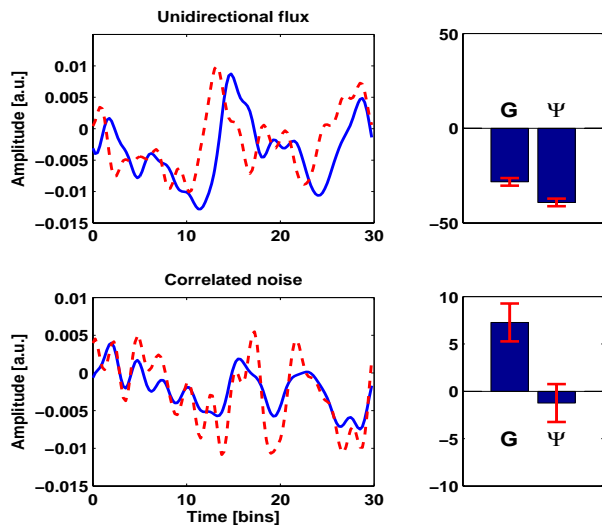 Unidirectional flux
0.01
0.005
0
−0.005
−0.01
−0.015
Amplitude [a.u.]
0 10 20 30
50
0
−50
G Ψ
Correlated noise
0.01
0.005
0
−0.005
−0.01
−0.015
Amplitude [a.u.]
0 10 20 30
Time [bins]
10
5
0
−5
−10
G Ψ